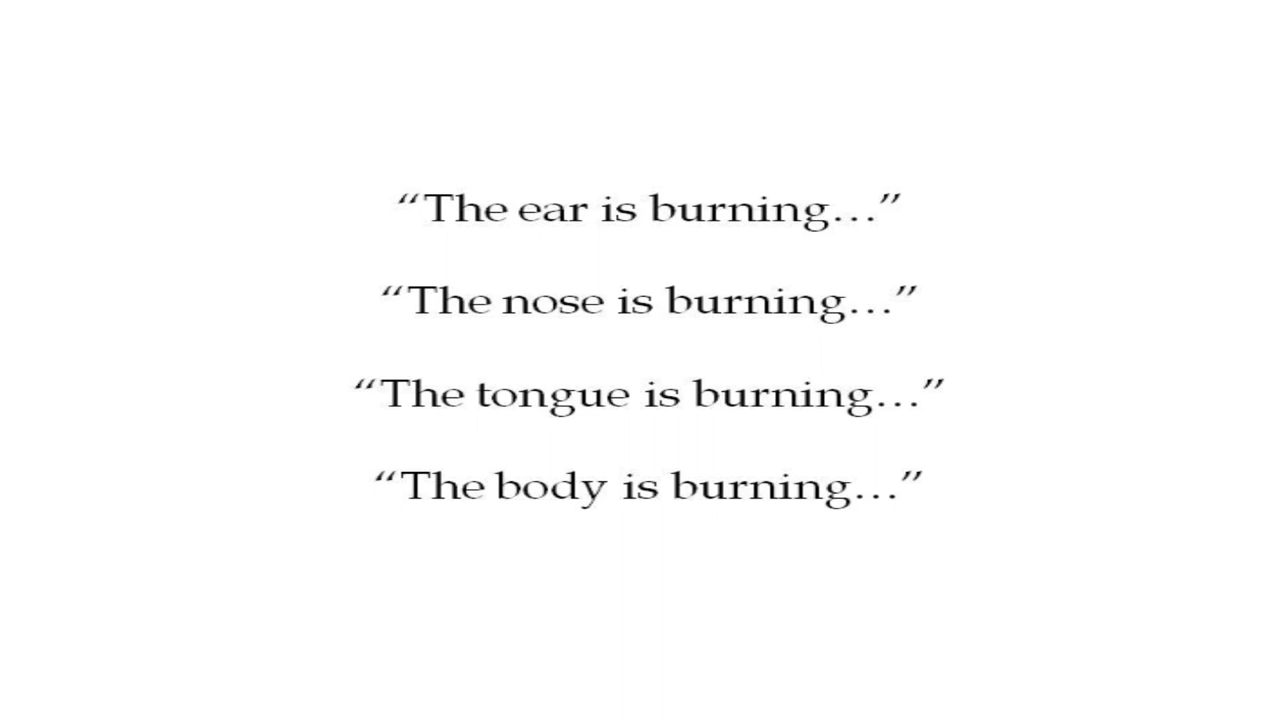 “The ear is burning…”
“The nose is burning…”
“The tongue is burning…”
“The body is burning…”